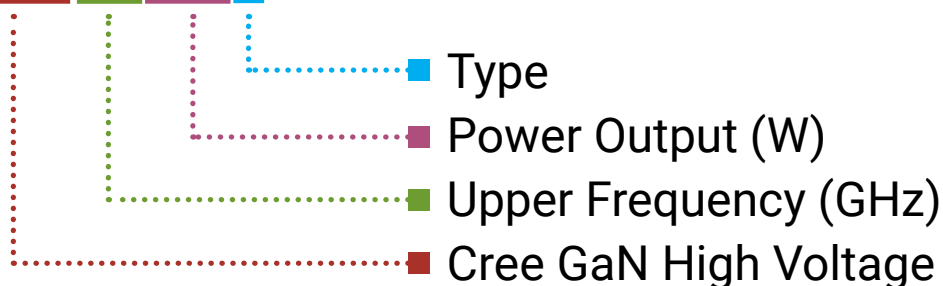 Type
Power Output (W)
Upper Frequency (GHz)
Cree GaN High Voltage